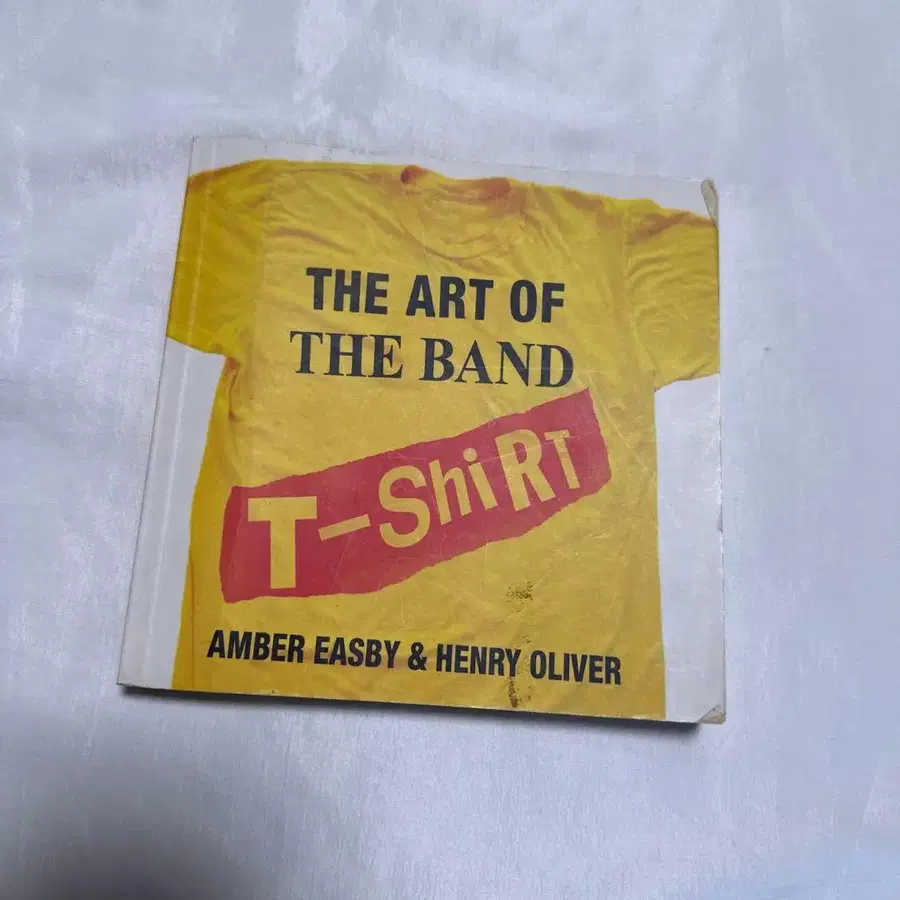 THE ART OF
THE BAND
T-ShiRT
AMBER EASBY & HENRY OLIVER